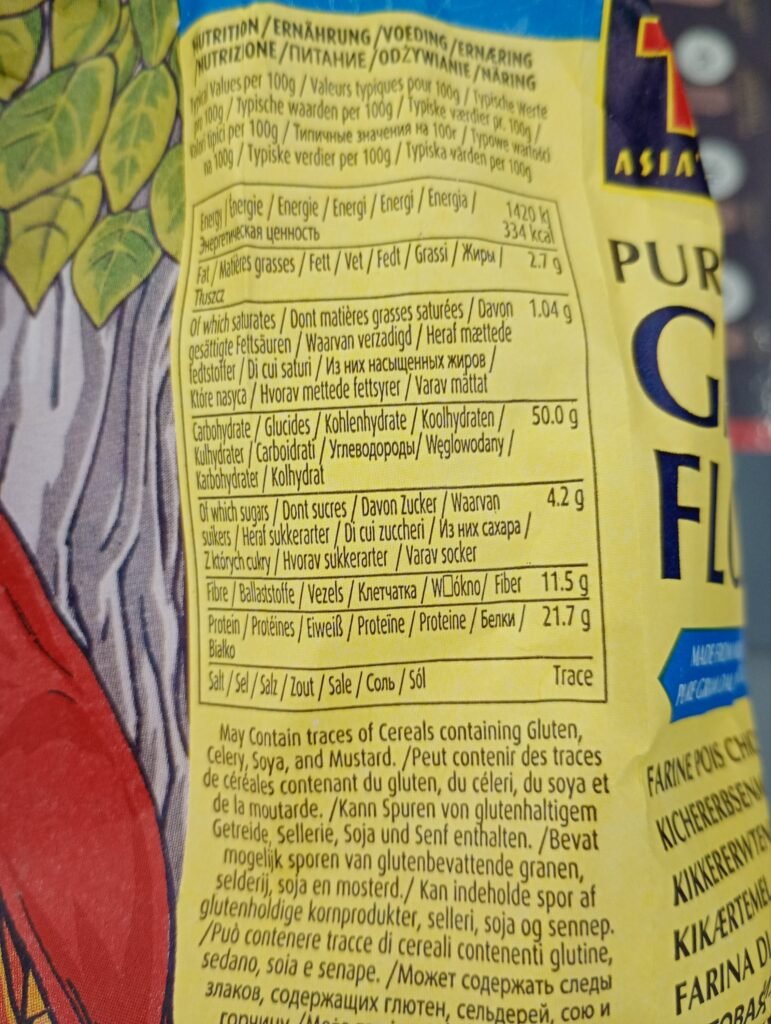 NUTRITION / ERNÄHRUNG / VOEDING / ERNÆRING
NUTRIZIONE / ПИТАНИЕ / ODŻYWIANIE / NÄRING
Values per 100g / Valeurs typiques pour 100g / Typische Werte
100g / Typische waarden per 100g / Typiske værdier pr. 100g /
tipici per 100g / Типичные значения на 100г / Typowe wartości
na 100g / Typiske verdier per 100g / Typiska värden per 100g
Energy / Énergie / Energie / Energi / Energi / Energia / 1420 kJ
Энергетическая ценность 334 kcal
Fat / Matières grasses / Fett / Vet / Fedt / Grassi / Жиры / 2.7 g
Tłuszcz
Of which saturates / Dont matières grasses saturées / Davon 1.04 g
gesättigte Fettsäuren / Waarvan verzadigd / Heraf mættede
fedtstoffer / Di cui saturi / Из них насыщенных жиров /
Które nasyca / Hvorav mettede fettsyrer / Varav mättat
Carbohydrate / Glucides / Kohlenhydrate / Koolhydraten / 50.0 g
Kulhydrater / Carboidrati / Углеводороды / Węglowodany /
Karbohydrater / Kolhydrat
Of which sugars / Dont sucres / Davon Zucker / Waarvan 4.2 g
suikers / Heraf sukkerarter / Di cui zuccheri / Из них сахара /
Z których cukry / Hvorav sukkerarter / Varav socker
Fibre / Ballaststoffe / Vezels / Клетчатка / W□ókno/ Fiber 11.5 g
Protein / Protéines / Eiweiß / Proteïne / Proteine / Белки / 21.7 g
Białko
Salt / Sel / Salz / Zout / Sale / Соль / Sól Trace
May Contain traces of Cereals containing Gluten,
Celery, Soya, and Mustard. /Peut contenir des traces
de céréales contenant du gluten, du céleri, du soya et
de la moutarde. /Kann Spuren von glutenhaltigem
Getreide, Sellerie, Soja und Senf enthalten. /Bevat
mogelijk sporen van glutenbevattende granen,
selderij, soja en mosterd./ Kan indeholde spor af
glutenholdige kornprodukter, selleri, soja og sennep.
/Può contenere tracce di cereali contenenti glutine,
sedano, soia e senape. /Может содержать следы
злаков, содержащих глютен, сельдерей, сою и
горчицу
T
ASIA
PUR
G
FL
MADE FROM
PURE GRAM DAL
FARINE POIS CHIC
KICHERERBSEN
KIKKERERWTEN
KIKÆRTEMEL
FARINA DI